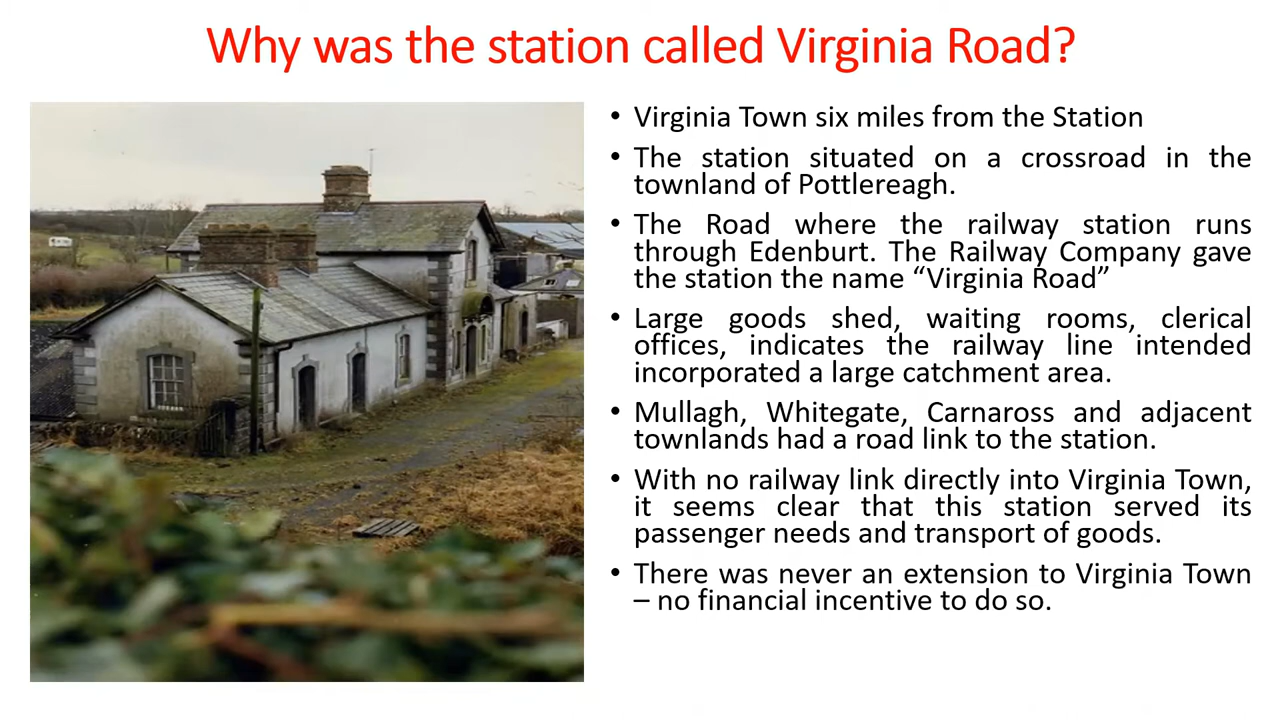 Why was the station called Virginia Road?
• Virginia Town six miles from the Station
• The station situated on a crossroad in the
townland of Pottlereagh.
• The Road where the railway station runs
through Edenburt. The Railway Company gave
the station the name “Virginia Road”
• Large goods shed, waiting rooms, clerical
offices, indicates the railway line intended
incorporated a large catchment area.
• Mullagh, Whitegate, Carnaross and adjacent
townlands had a road link to the station.
• With no railway link directly into Virginia Town,
it seems clear that this station served its
passenger needs and transport of goods.
• There was never an extension to Virginia Town
– no financial incentive to do so.